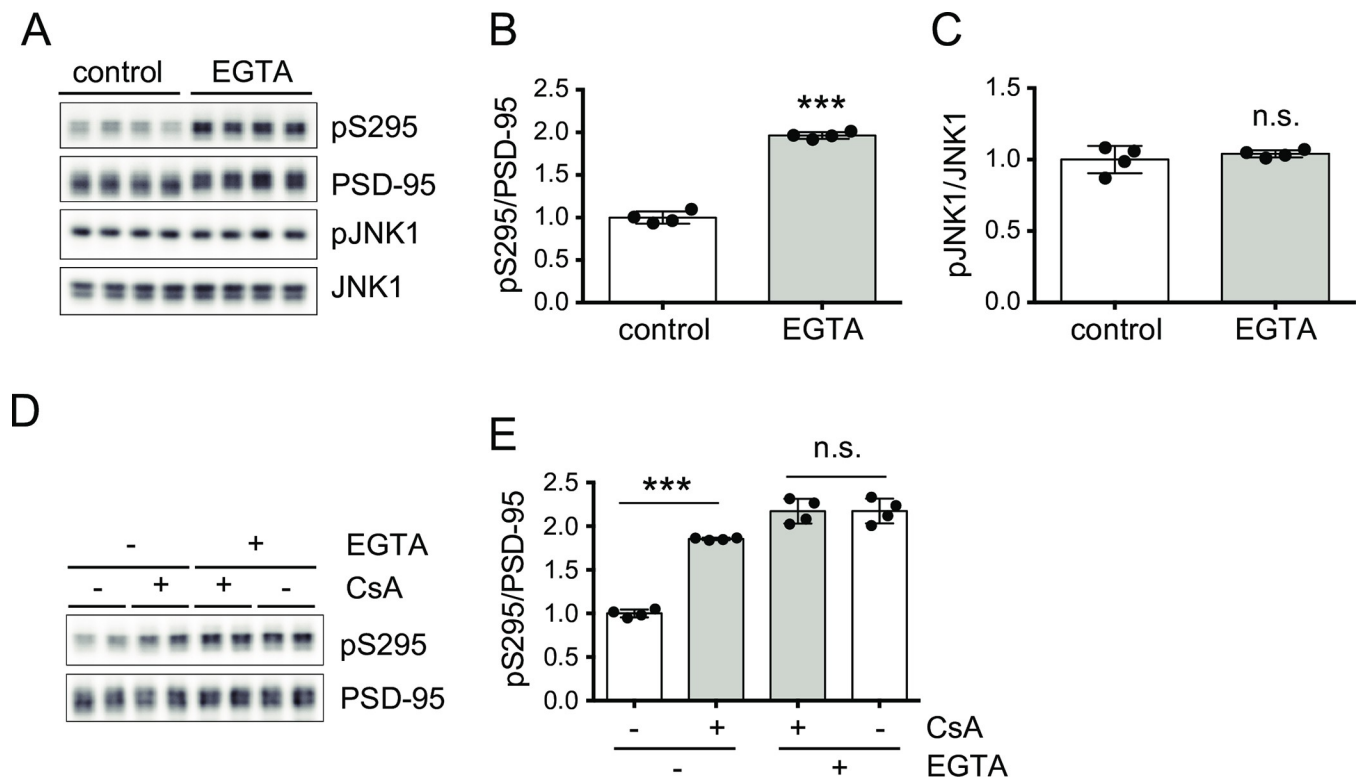 A
control EGTA
pS295
PSD-95
pJNK1
JNK1
B
pS295/PSD-95
2.5
2.0
1.5
1.0
0.5
0.0
***
control EGTA
C
pJNK1/JNK1
1.5
1.0
0.5
0.0
n.s.
control EGTA
D
- + EGTA
- + + - CsA
pS295
PSD-95
E
pS295/PSD-95
2.5
2.0
1.5
1.0
0.5
0.0
*** n.s.
- + + - CsA
- + EGTA